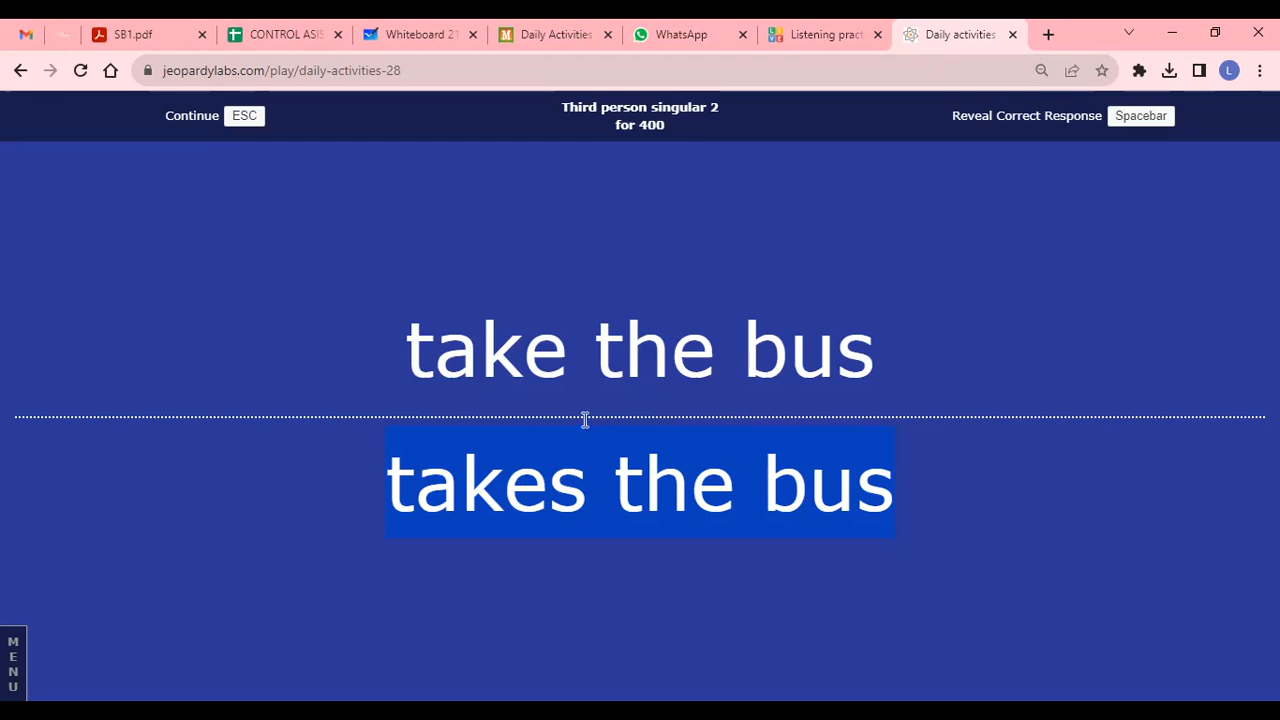 SB1.pdf
CONTROL ASIS
Whiteboard 21
Daily Activities
WhatsApp
Listening pract
Daily activities
jeopardylabs.com/play/daily-activities-28
L
Continue ESC
Third person singular 2
for 400
Reveal Correct Response Spacebar
take the bus
takes the bus
MENU